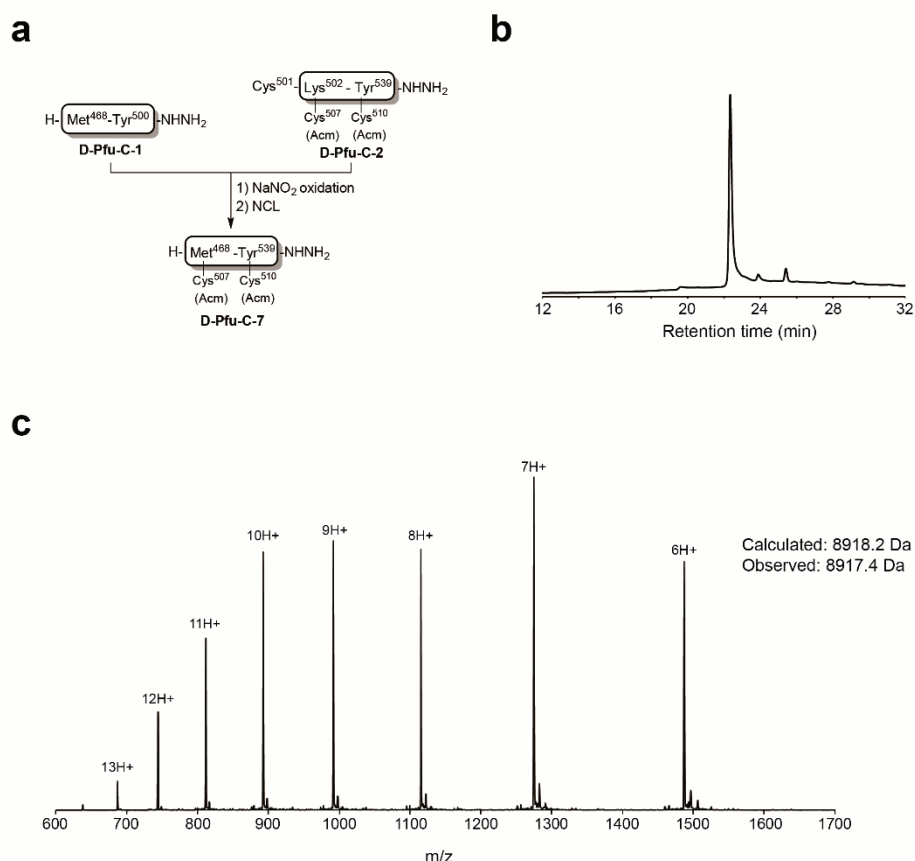 a
Cys⁵⁰¹- Lys⁵⁰² - Tyr⁵³⁹ -NHNH₂
Cys⁵⁰⁷ Cys⁵¹⁰
(Acm) (Acm)
D-Pfu-C-2
H- Met⁴⁶⁸-Tyr⁵⁰⁰ -NHNH₂
D-Pfu-C-1
1) NaNO₂ oxidation
2) NCL
H- Met⁴⁶⁸ -Tyr⁵³⁹ -NHNH₂
Cys⁵⁰⁷ Cys⁵¹⁰
(Acm) (Acm)
D-Pfu-C-7
b
12 16 20 24 28 32
Retention time (min)
c
13H+
12H+
11H+
10H+
9H+
8H+
7H+
6H+
Calculated: 8918.2 Da
Observed: 8917.4 Da
600 700 800 900 1000 1100 1200 1300 1400 1500 1600 1700
m/z